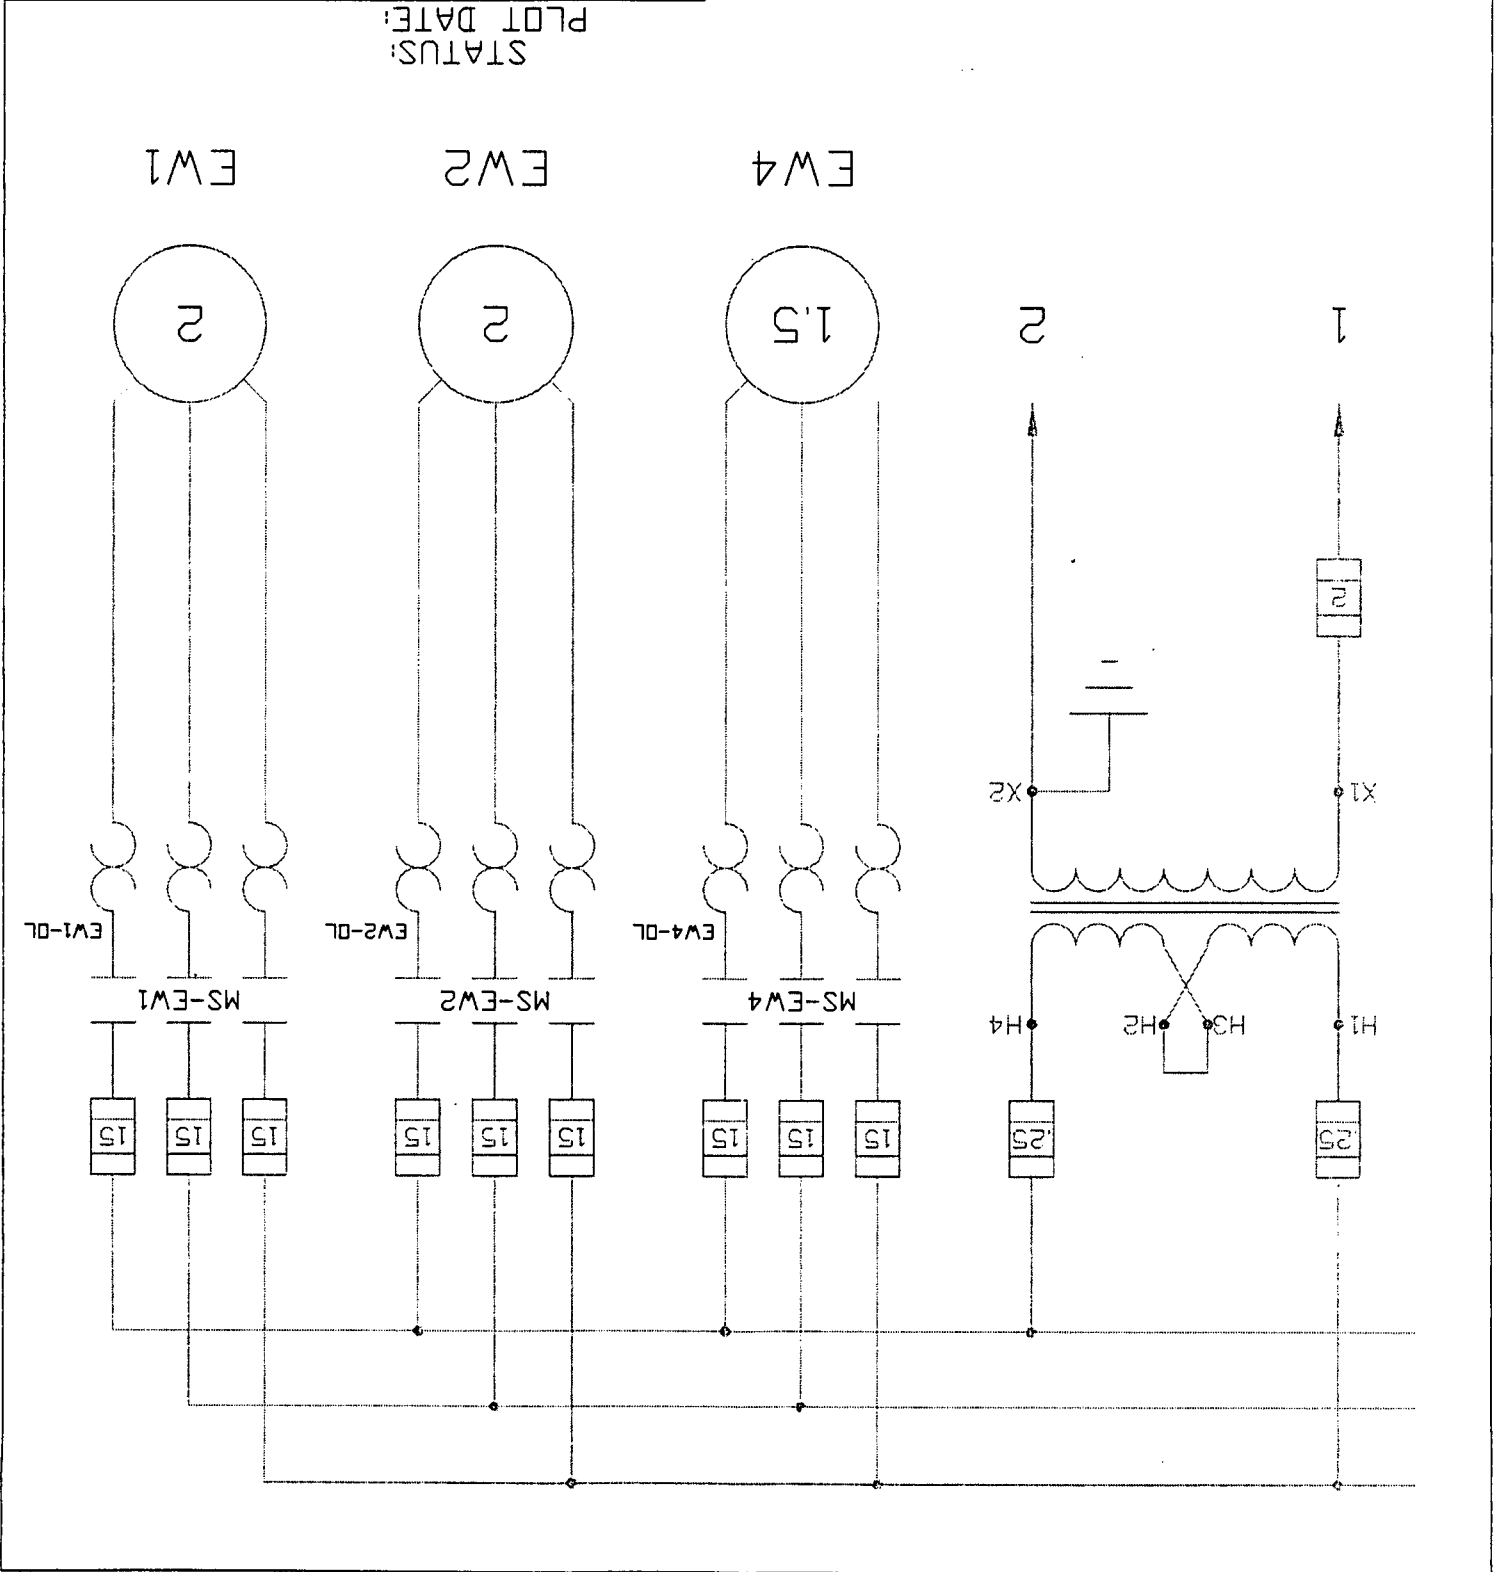 .25 .25 15 15 15 15 15 15 15 15 15
H1 H3 H2 H4
MS-EW4 MS-EW2 MS-EW1
EW4-OL EW2-OL EW1-OL
X1 X2
2
1 2 1.5 2 2
EW4 EW2 EW1
STATUS:
PLOT DATE: